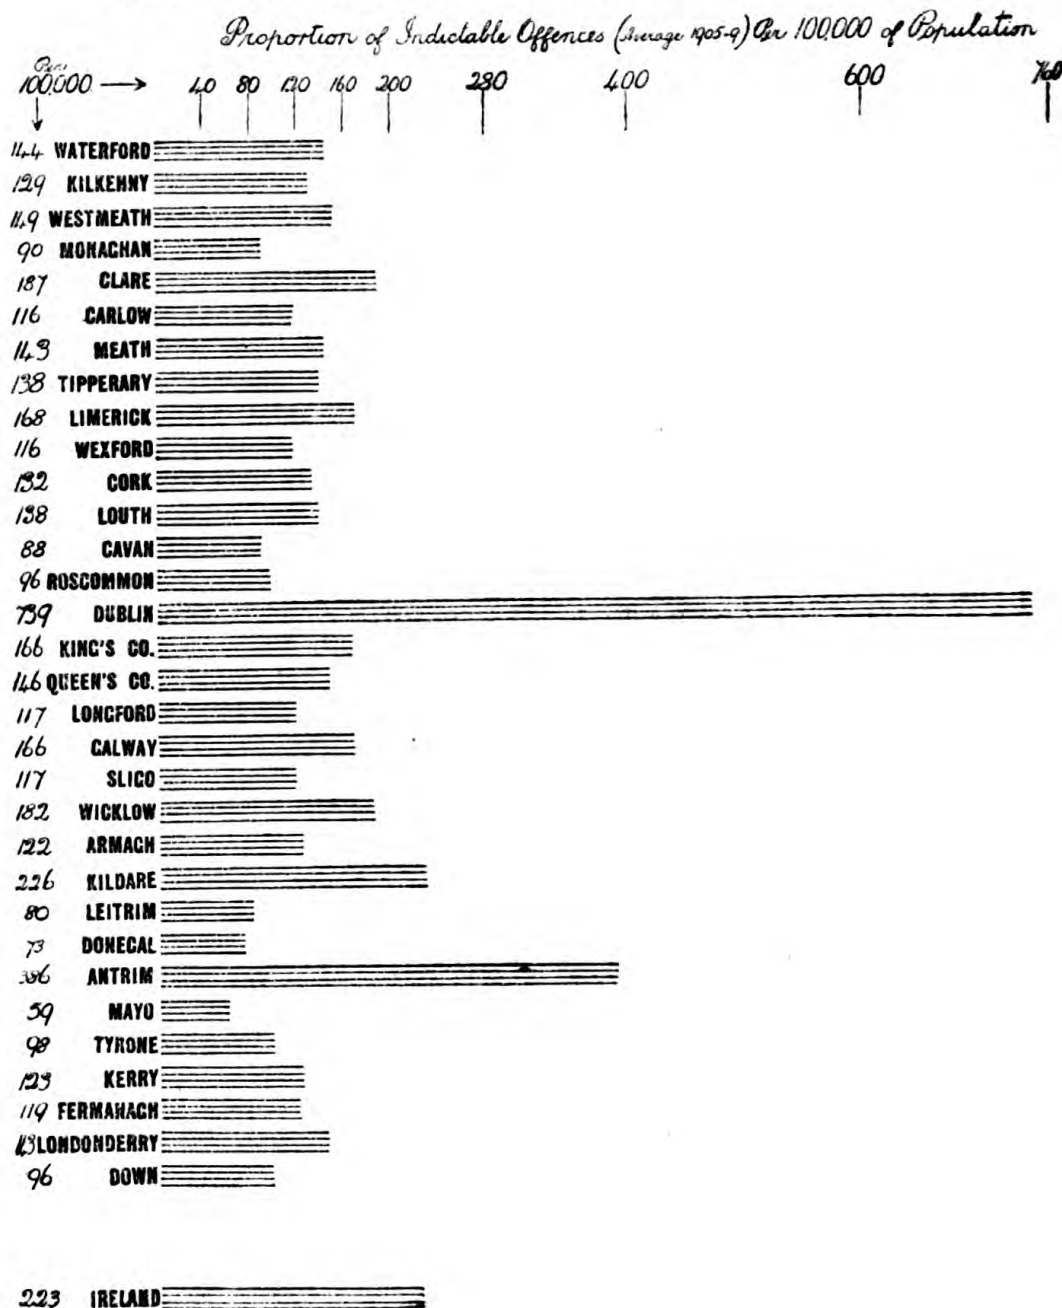 Proportion of Indictable Offences (Average 1905-9) Per 100,000 of Population
Per
100,000 → 40 80 120 160 200 280 400 600 760
144 WATERFORD
129 KILKENNY
149 WESTMEATH
90 MONAGHAN
187 CLARE
116 CARLOW
143 MEATH
138 TIPPERARY
168 LIMERICK
116 WEXFORD
132 CORK
138 LOUTH
88 CAVAN
96 ROSCOMMON
739 DUBLIN
166 KING'S CO.
146 QUEEN'S CO.
117 LONGFORD
166 GALWAY
117 SLIGO
182 WICKLOW
122 ARMAGH
226 KILDARE
80 LEITRIM
73 DONEGAL
386 ANTRIM
59 MAYO
98 TYRONE
123 KERRY
119 FERMANAGH
143 LONDONDERRY
96 DOWN
223 IRELAND